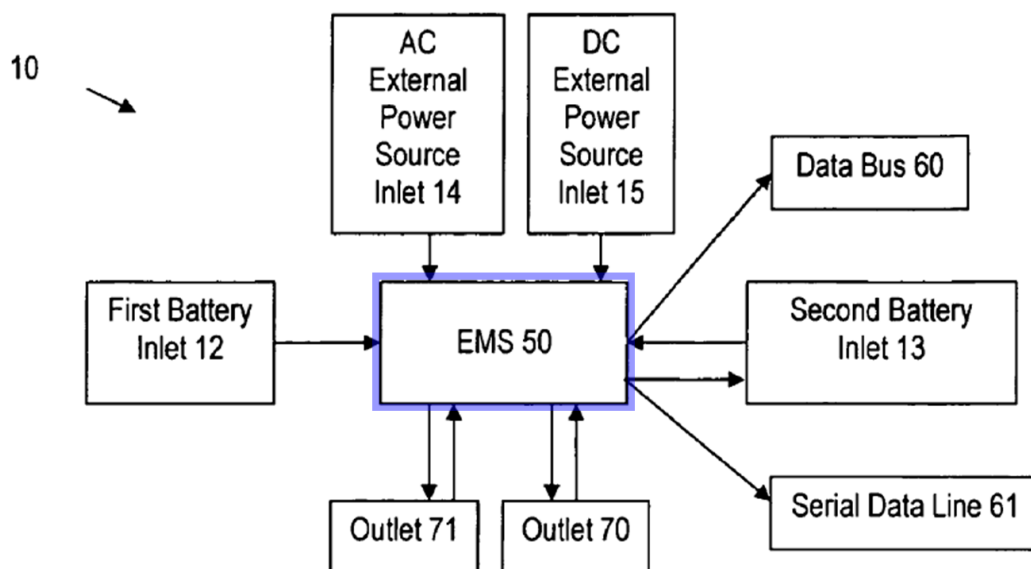 10
AC
External
Power
Source
Inlet 14
DC
External
Power
Source
Inlet 15
Data Bus 60
First Battery
Inlet 12
EMS 50
Second Battery
Inlet 13
Outlet 71
Outlet 70
Serial Data Line 61